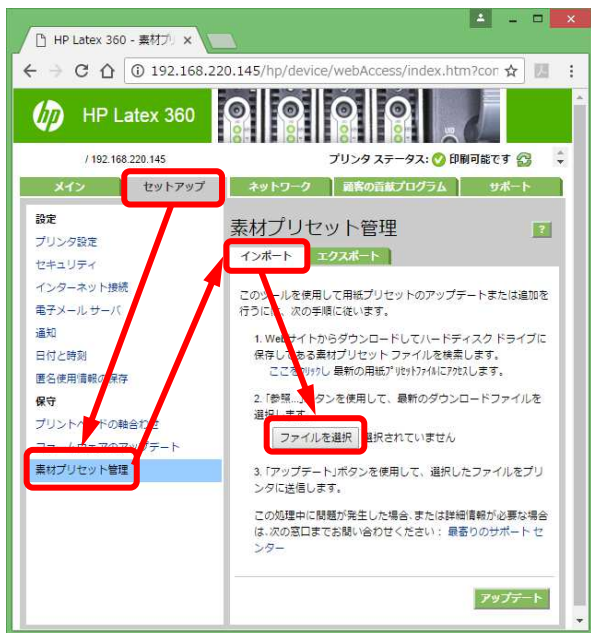 HP Latex 360 - 素材プリ
192.168.220.145/hp/device/webAccess/index.htm?con
hp HP Latex 360
/ 192.168.220.145
プリンタ ステータス: 印刷可能です
メイン セットアップ ネットワーク 顧客の貢献プログラム サポート
設定
プリンタ設定
セキュリティ
インターネット接続
電子メール サーバ
通知
日付と時刻
匿名使用情報の保存
保守
プリントヘッドの軸合わせ
ファームウェアのアップデート
素材プリセット管理
素材プリセット管理
?
インポート エクスポート
このツールを使用して用紙プリセットのアップデートまたは追加を
行うには、次の手順に従います。
1. Webサイトからダウンロードしてハードディスク ドライブに
保存してある素材プリセット ファイルを検索します。
ここをクリックし 最新の用紙プリセットファイルにアクセスします。
2. 「参照...」ボタンを使用して、最新のダウンロードファイルを
選択します
ファイルを選択 選択されていません
3. 「アップデート」ボタンを使用して、選択したファイルをプリ
ンタに送信します。
この処理中に問題が発生した場合、または詳細情報が必要な場合
は、次の窓口までお問い合わせください: 最寄りのサポート セ
ンター
アップデート